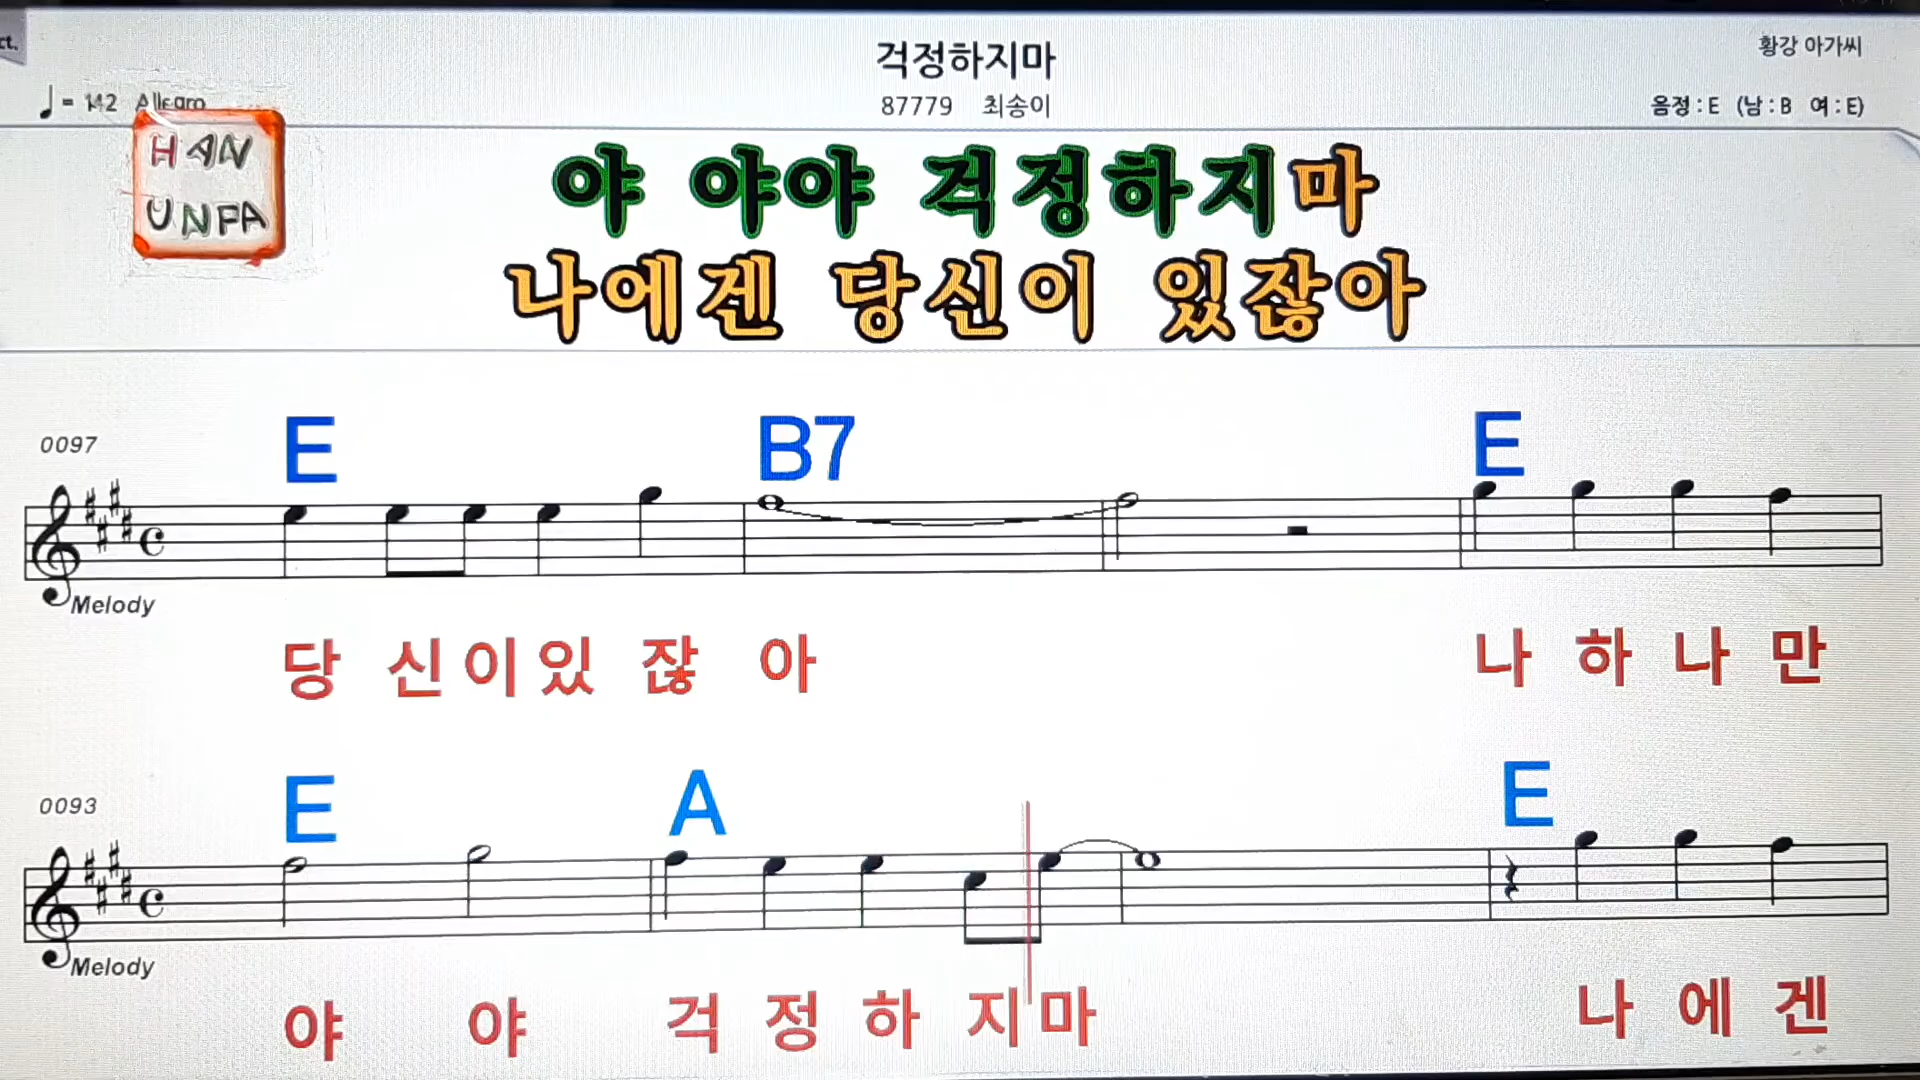 ct.
걱정하지마
황강 아가씨
♩ = 142 Allegro
87779 최송이
음정 : E (남 : B 여 : E)
HAN
UNPA
야 야야 걱정하지마
나에겐 당신이 있잖아
0097
E B7 E
Melody
당 신 이 있 잖 아 나 하 나 만
0093
E A E
Melody
야 야 걱 정 하 지 마 나 에 겐